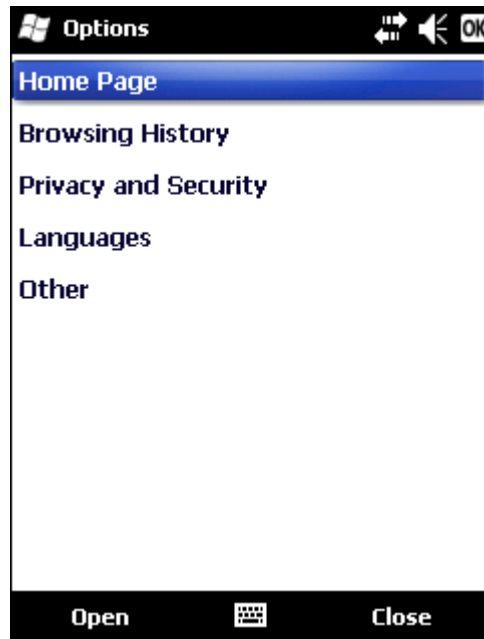 Options
OK
Home Page
Browsing History
Privacy and Security
Languages
Other
Open
Close